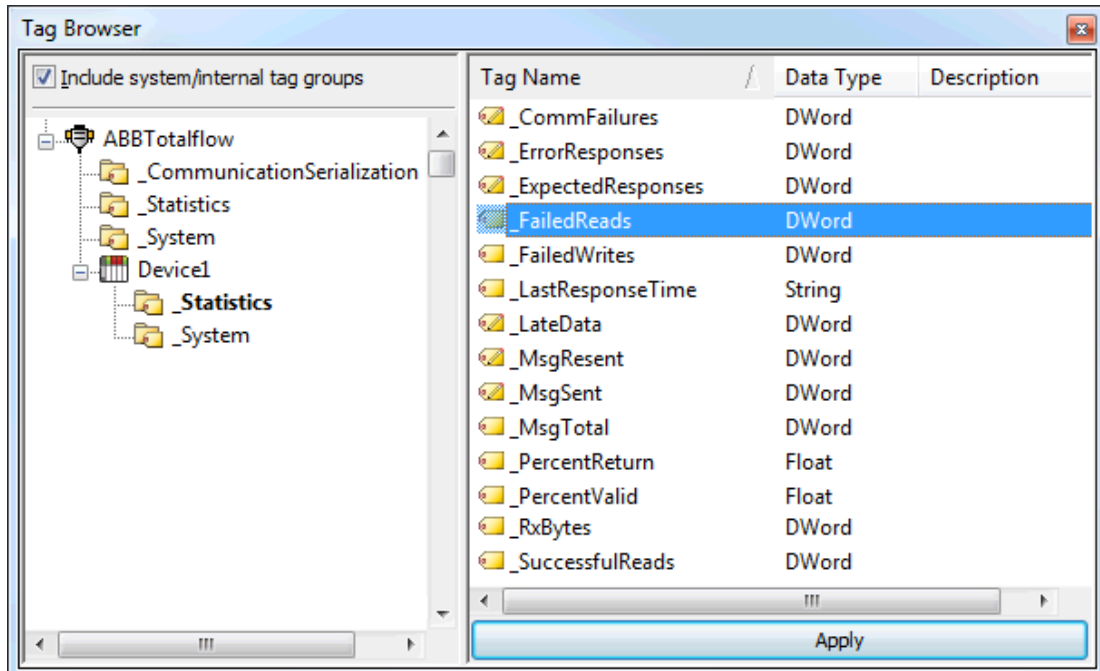 Tag Browser
Include system/internal tag groups
ABBTotalflow
_CommunicationSerialization
_Statistics
_System
Device1
_Statistics
_System
Tag Name Data Type Description
_CommFailures DWord
_ErrorResponses DWord
_ExpectedResponses DWord
_FailedReads DWord
_FailedWrites DWord
_LastResponseTime String
_LateData DWord
_MsgResent DWord
_MsgSent DWord
_MsgTotal DWord
_PercentReturn Float
_PercentValid Float
_RxBytes DWord
_SuccessfulReads DWord
Apply